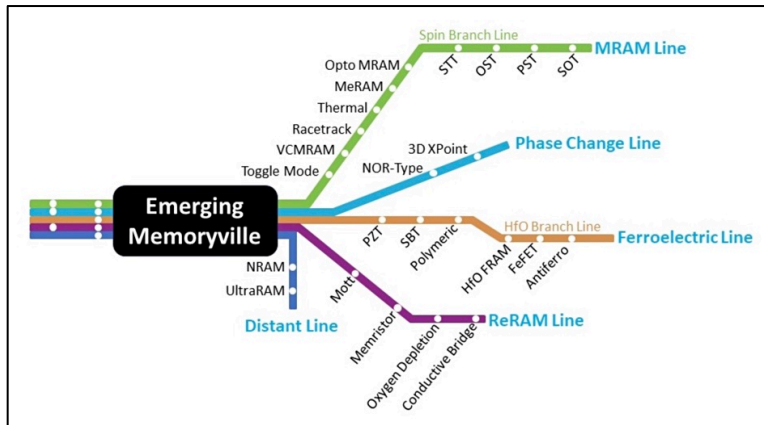 Spin Branch Line
MRAM Line
STT
OST
PST
SOT
Opto MRAM
MeRAM
Thermal
Racetrack
VCMRAM
Toggle Mode
Phase Change Line
3D XPoint
NOR-Type
Emerging
Memoryville
HfO Branch Line
Ferroelectric Line
PZT
SBT
Polymeric
HfO FRAM
FeFET
Antiferro
NRAM
UltraRAM
Distant Line
Mott
Memristor
Oxygen Depletion
Conductive Bridge
ReRAM Line